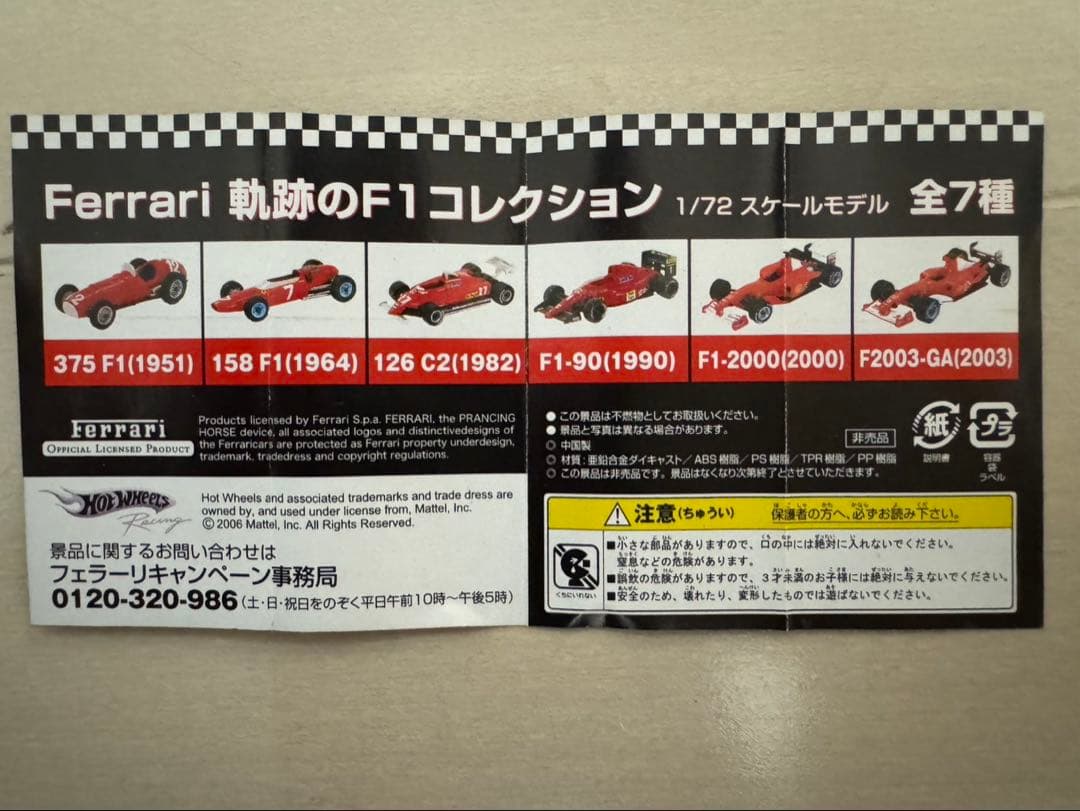 Ferrari 軌跡のF1コレクション 1/72 スケールモデル 全7種
375 F1(1951)
158 F1(1964)
126 C2(1982)
F1-90(1990)
F1-2000(2000)
F2003-GA(2003)
Ferrari
OFFICIAL LICENSED PRODUCT
Products licensed by Ferrari S.p.a. FERRARI, the PRANCING
HORSE device, all associated logos and distinctivedesigns of
the Ferraricars are protected as Ferrari property underdesign,
trademark, tradedress and copyright regulations.
HOT WHEELS
Racing
Hot Wheels and associated trademarks and trade dress are
owned by, and used under license from, Mattel, Inc.
© 2006 Mattel, Inc. All Rights Reserved.
景品に関するお問い合わせは
フェラーリキャンペーン事務局
0120-320-986(土・日・祝日をのぞく平日午前10時〜午後5時)
●この景品は不燃物としてお取扱いください。
●景品と写真は異なる場合があります。
◎中国製
◎材質:亜鉛合金ダイキャスト/ABS樹脂/PS樹脂/TPR樹脂/PP樹脂
◎この景品は非売品です。景品はなくなり次第終了とさせていただきます。
非売品
紙
説明書
プラ
容器
袋
ラベル
注意(ちゅうい) 保護者の方へ、必ずお読み下さい。
くちにいれない
■小さな部品がありますので、口の中には絶対に入れないでください。
窒息などの危険があります。
■誤飲の危険がありますので、3才未満のお子様には絶対に与えないでください。
■安全のため、壊れたり、変形したものでは遊ばないでください。